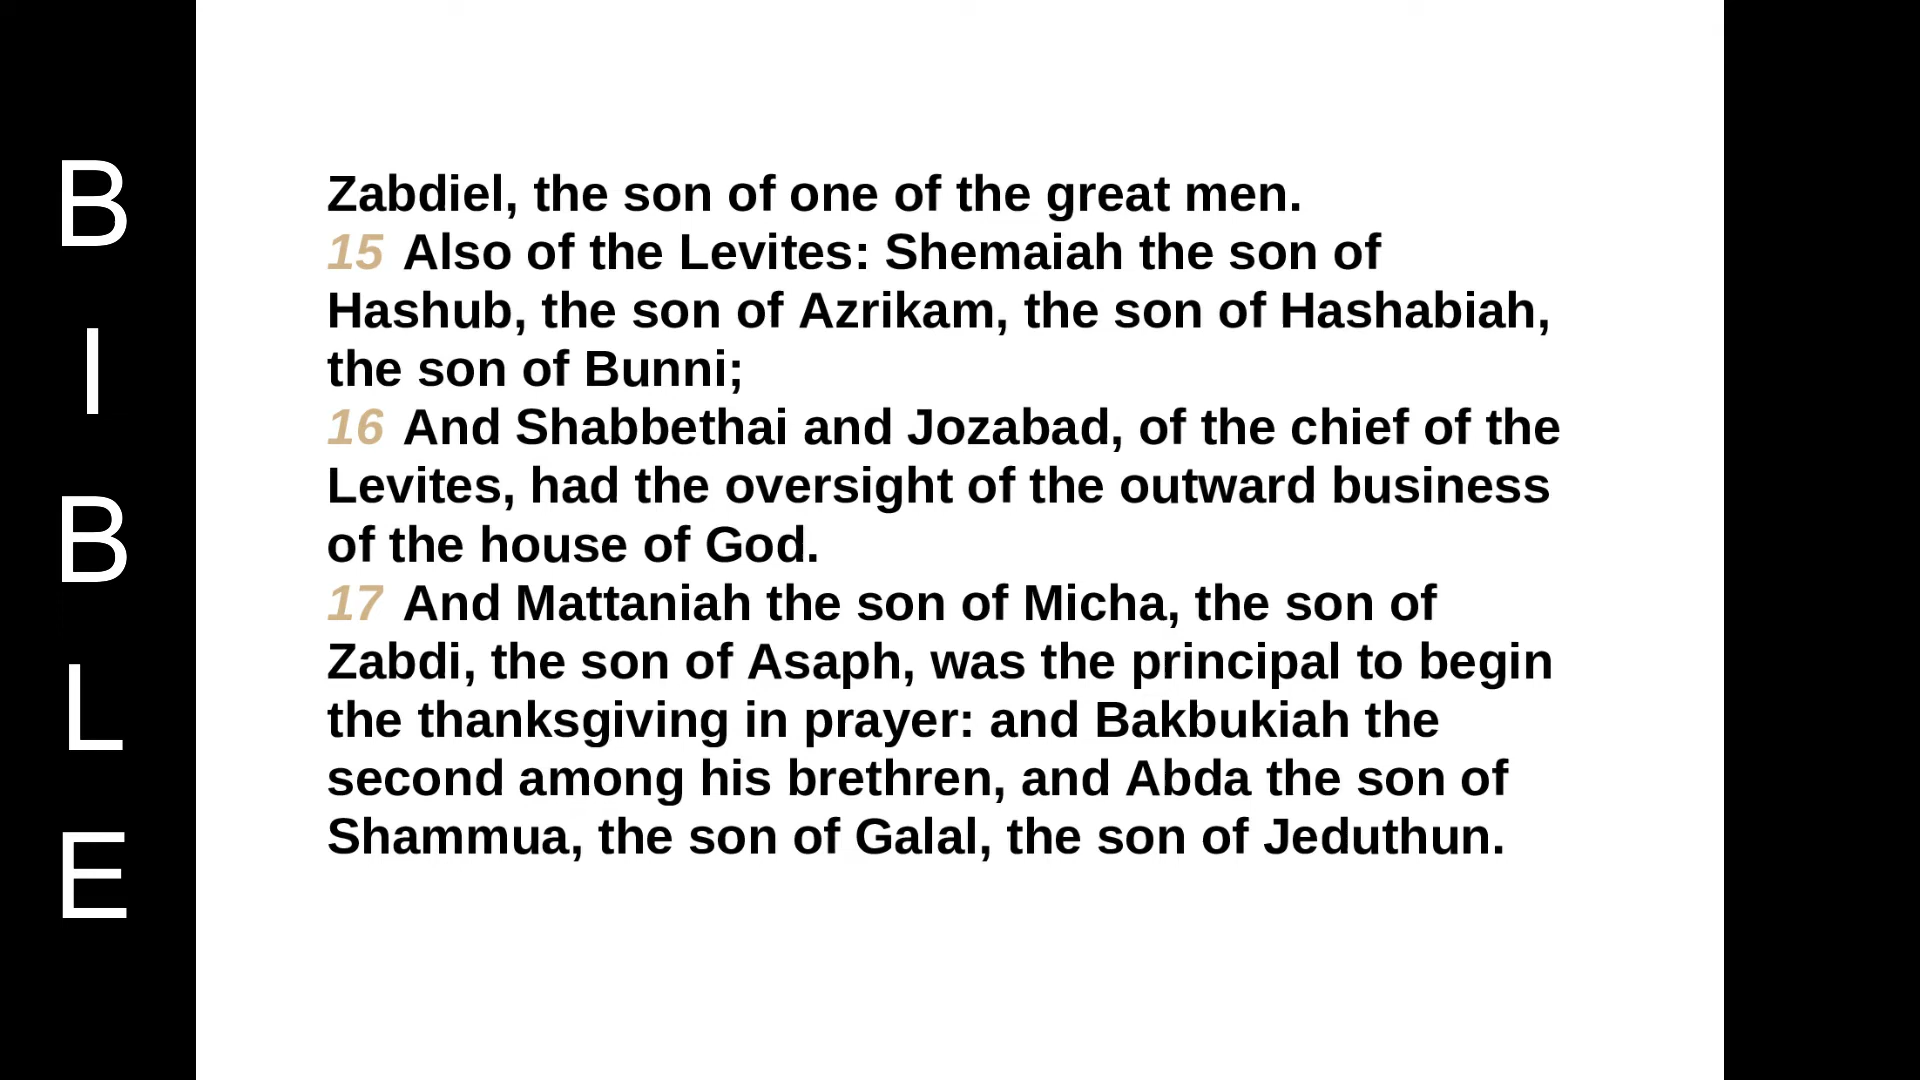 B
I
B
L
E
Zabdiel, the son of one of the great men.
15 Also of the Levites: Shemaiah the son of
Hashub, the son of Azrikam, the son of Hashabiah,
the son of Bunni;
16 And Shabbethai and Jozabad, of the chief of the
Levites, had the oversight of the outward business
of the house of God.
17 And Mattaniah the son of Micha, the son of
Zabdi, the son of Asaph, was the principal to begin
the thanksgiving in prayer: and Bakbukiah the
second among his brethren, and Abda the son of
Shammua, the son of Galal, the son of Jeduthun.